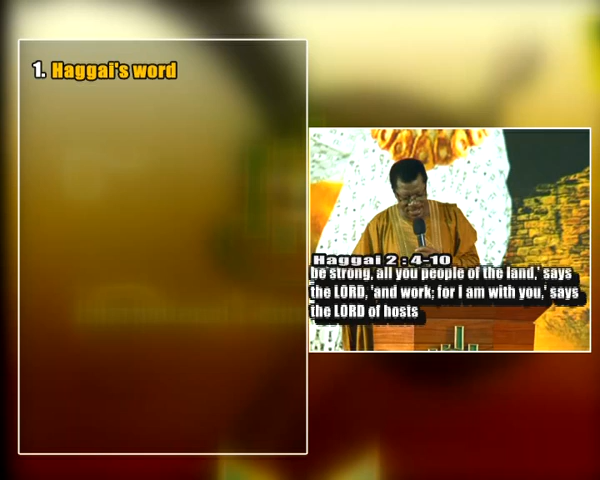 1. Haggai's word
Haggai 2 : 4-10
be strong, all you people of the land,' says
the LORD, 'and work; for I am with you,' says
the LORD of hosts